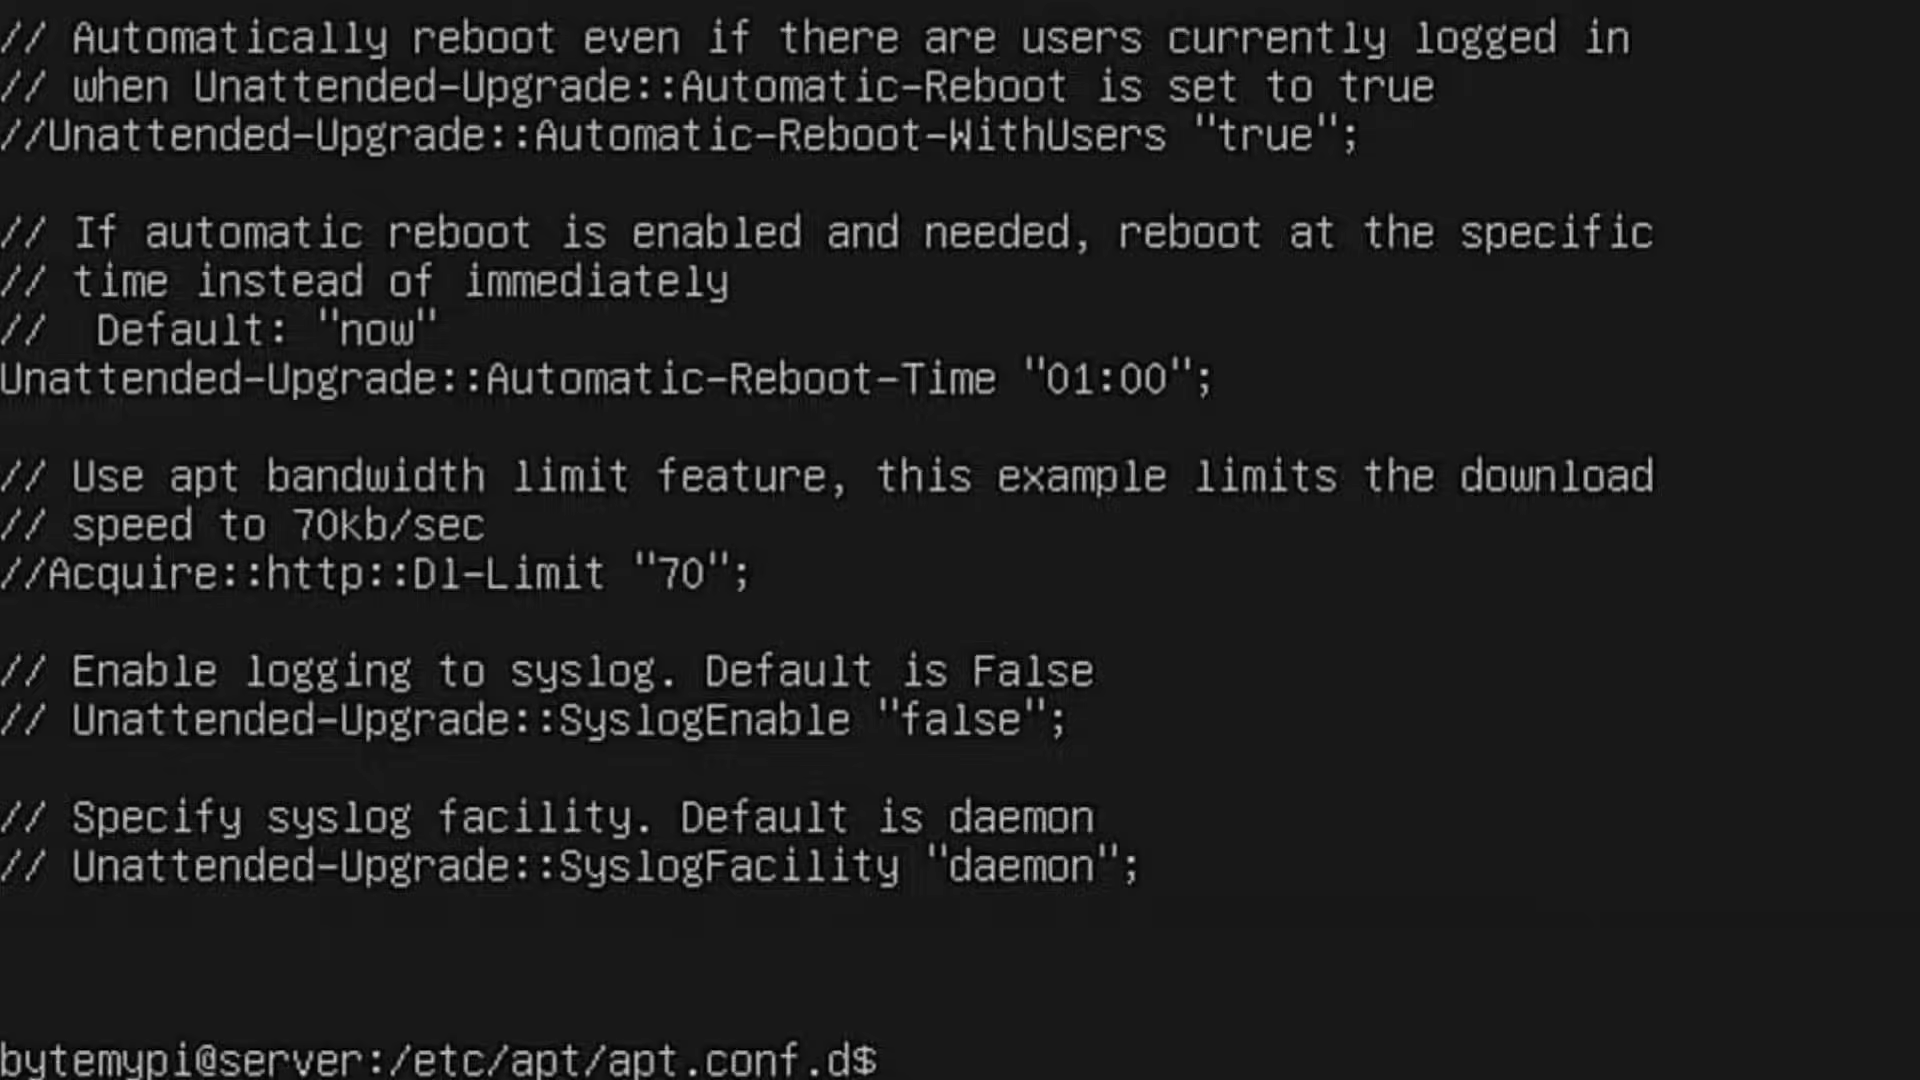 // Automatically reboot even if there are users currently logged in
// when Unattended-Upgrade::Automatic-Reboot is set to true
//Unattended-Upgrade::Automatic-Reboot-WithUsers "true";
// If automatic reboot is enabled and needed, reboot at the specific
// time instead of immediately
//  Default: "now"
Unattended-Upgrade::Automatic-Reboot-Time "01:00";
// Use apt bandwidth limit feature, this example limits the download
// speed to 70kb/sec
//Acquire::http::Dl-Limit "70";
// Enable logging to syslog. Default is False
// Unattended-Upgrade::SyslogEnable "false";
// Specify syslog facility. Default is daemon
// Unattended-Upgrade::SyslogFacility "daemon";
bytemypi@server:/etc/apt/apt.conf.d$